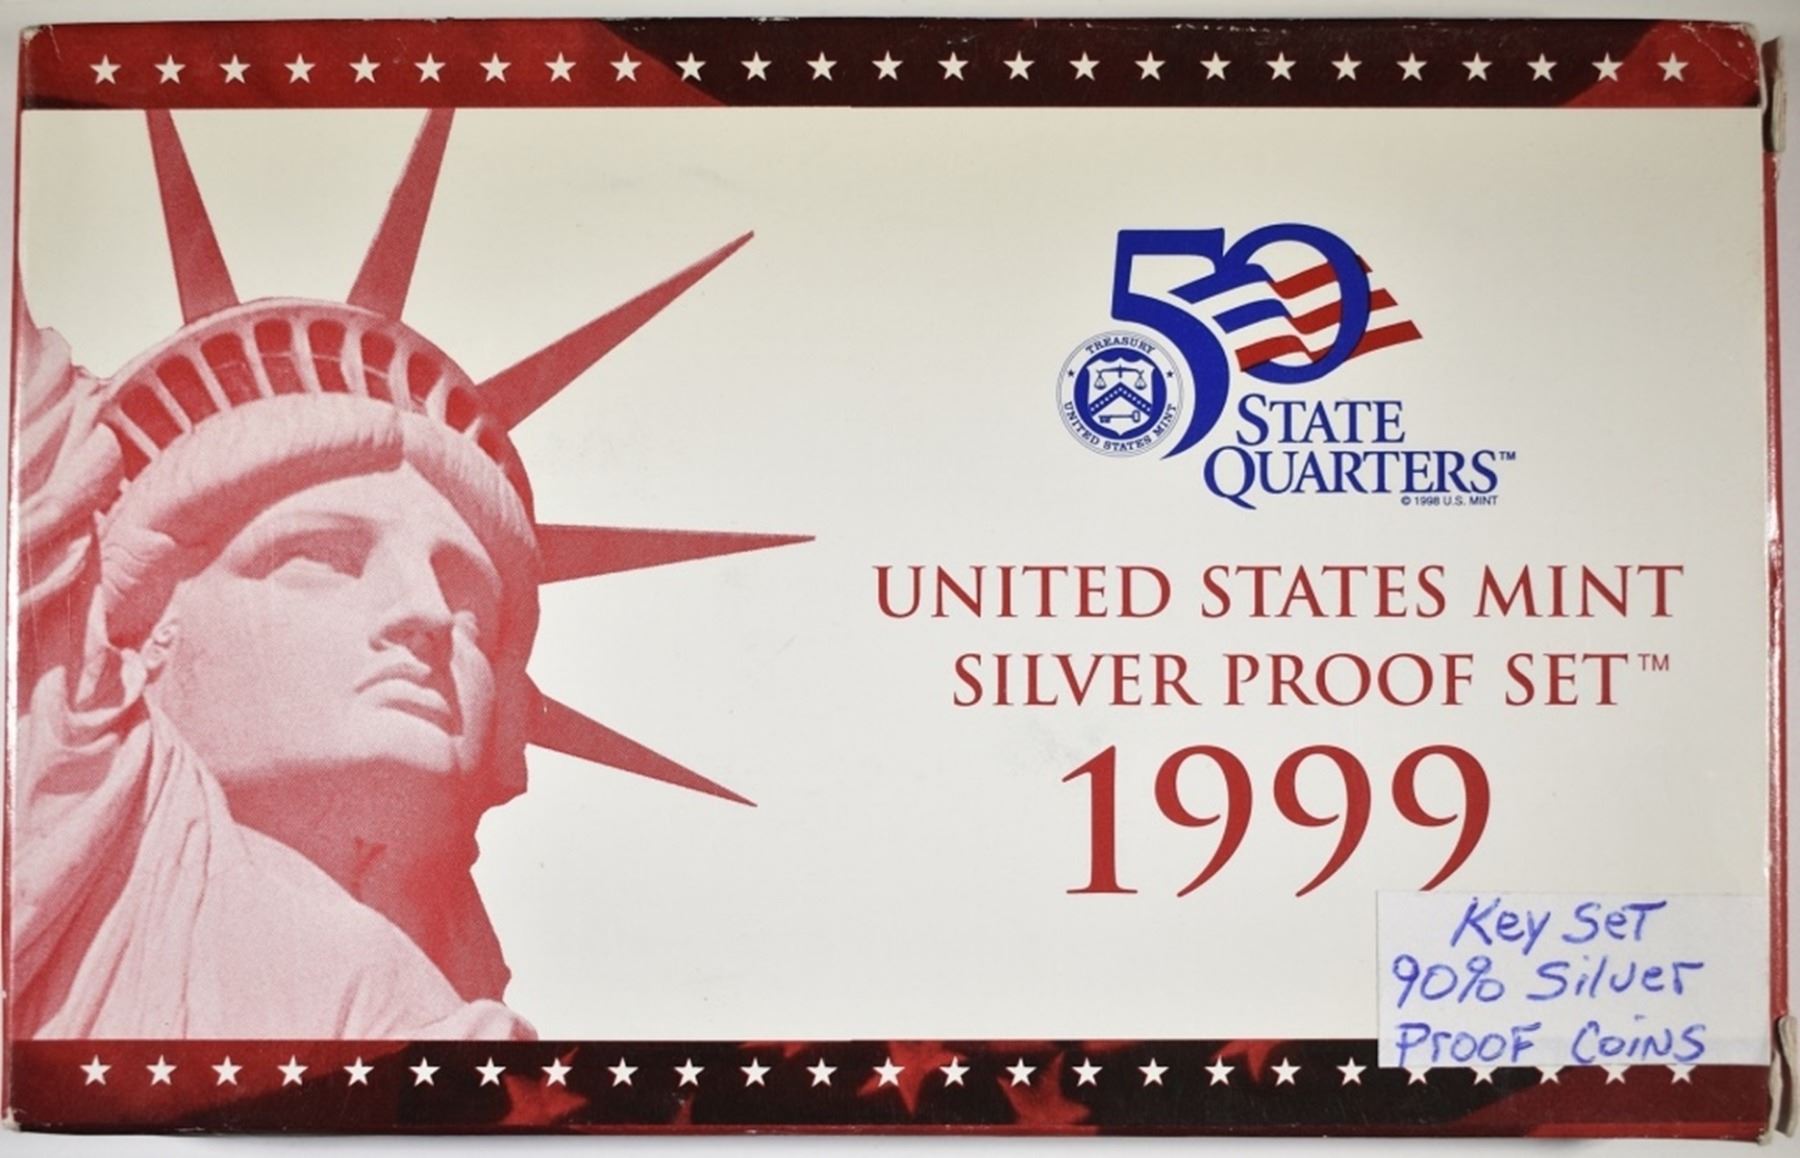 50
TREASURY
UNITED STATES MINT
STATE
QUARTERS™
© 1998 U.S. MINT
UNITED STATES MINT
SILVER PROOF SET™
1999
Key Set
90% Silver
Proof Coins